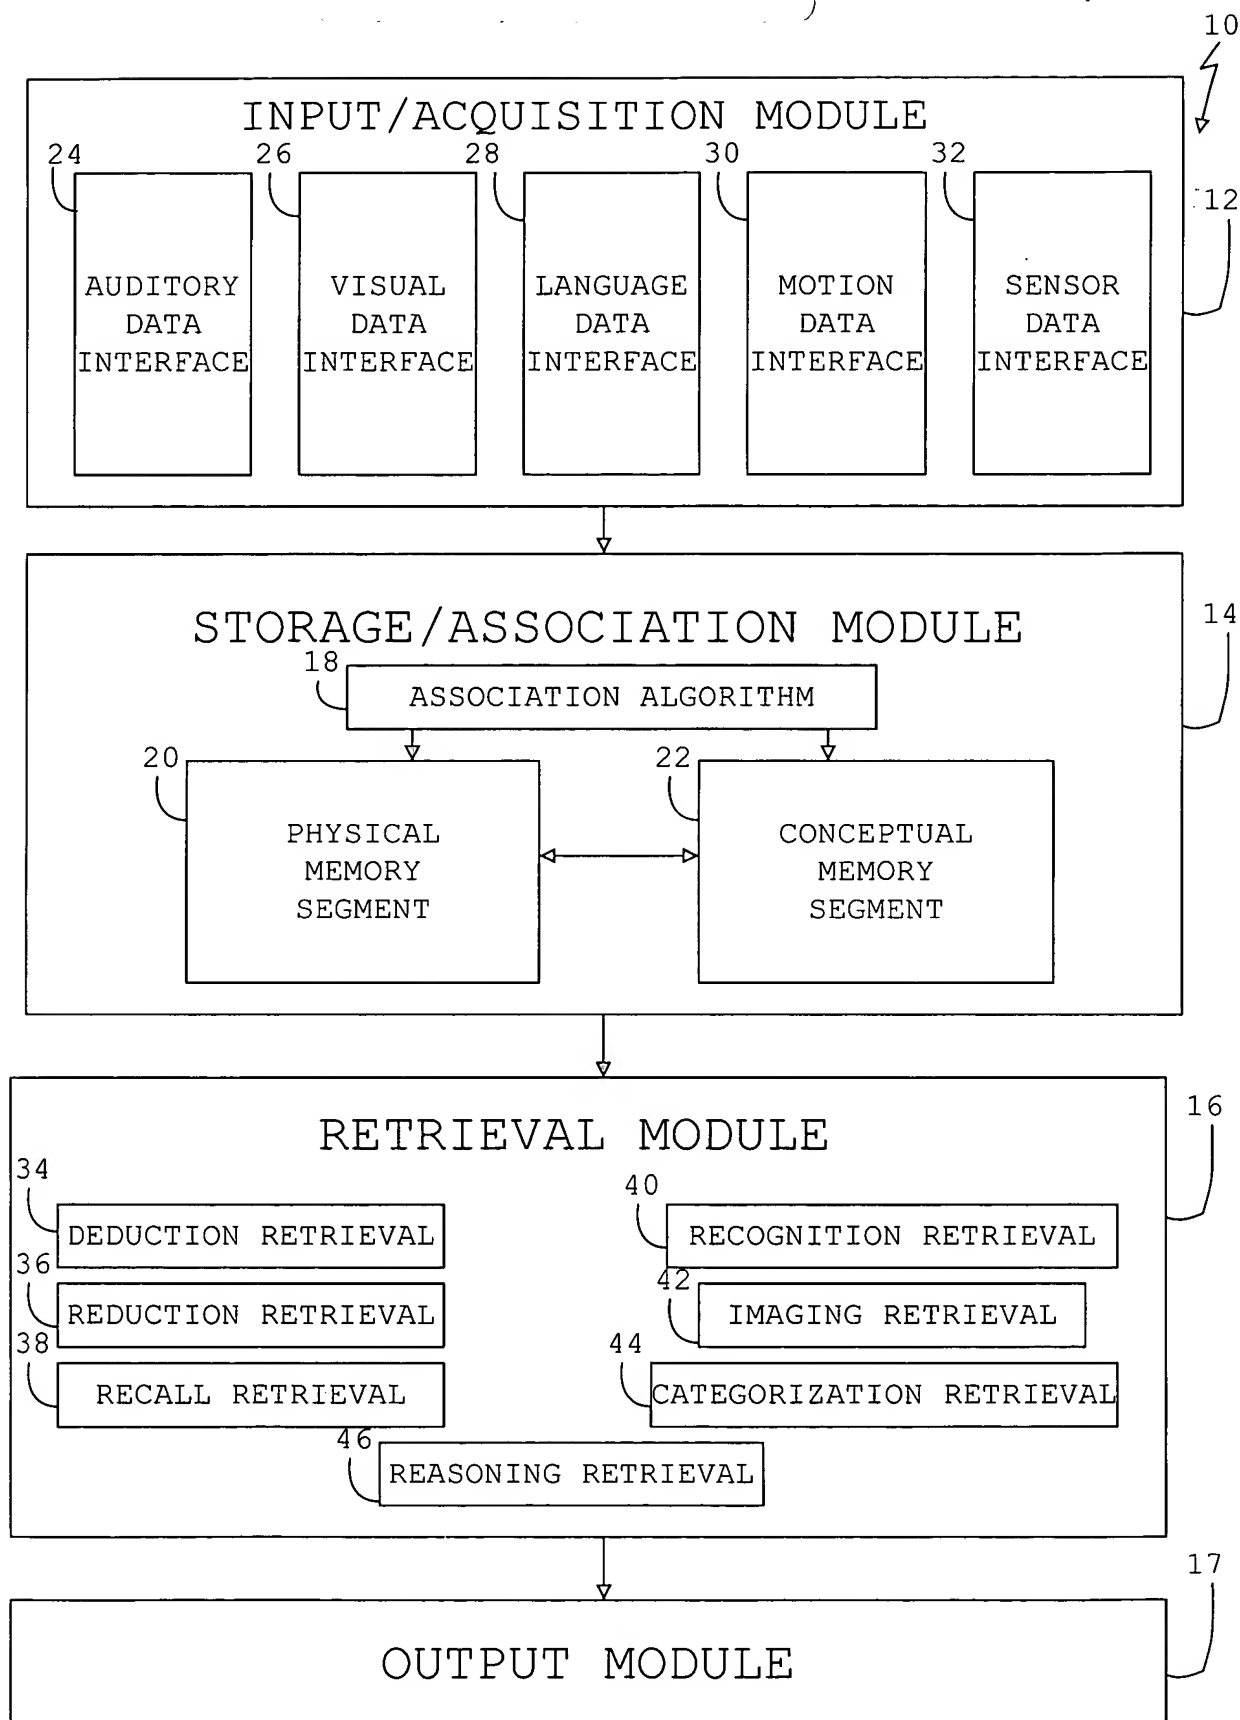 10
INPUT/ACQUISITION MODULE
24 26 28 30 32
12
AUDITORY DATA INTERFACE
VISUAL DATA INTERFACE
LANGUAGE DATA INTERFACE
MOTION DATA INTERFACE
SENSOR DATA INTERFACE
14
STORAGE/ASSOCIATION MODULE
18
ASSOCIATION ALGORITHM
20
PHYSICAL
MEMORY
SEGMENT
22
CONCEPTUAL
MEMORY
SEGMENT
16
RETRIEVAL MODULE
34
DEDUCTION RETRIEVAL
36
REDUCTION RETRIEVAL
38
RECALL RETRIEVAL
40
RECOGNITION RETRIEVAL
42
IMAGING RETRIEVAL
44
CATEGORIZATION RETRIEVAL
46
REASONING RETRIEVAL
17
OUTPUT MODULE